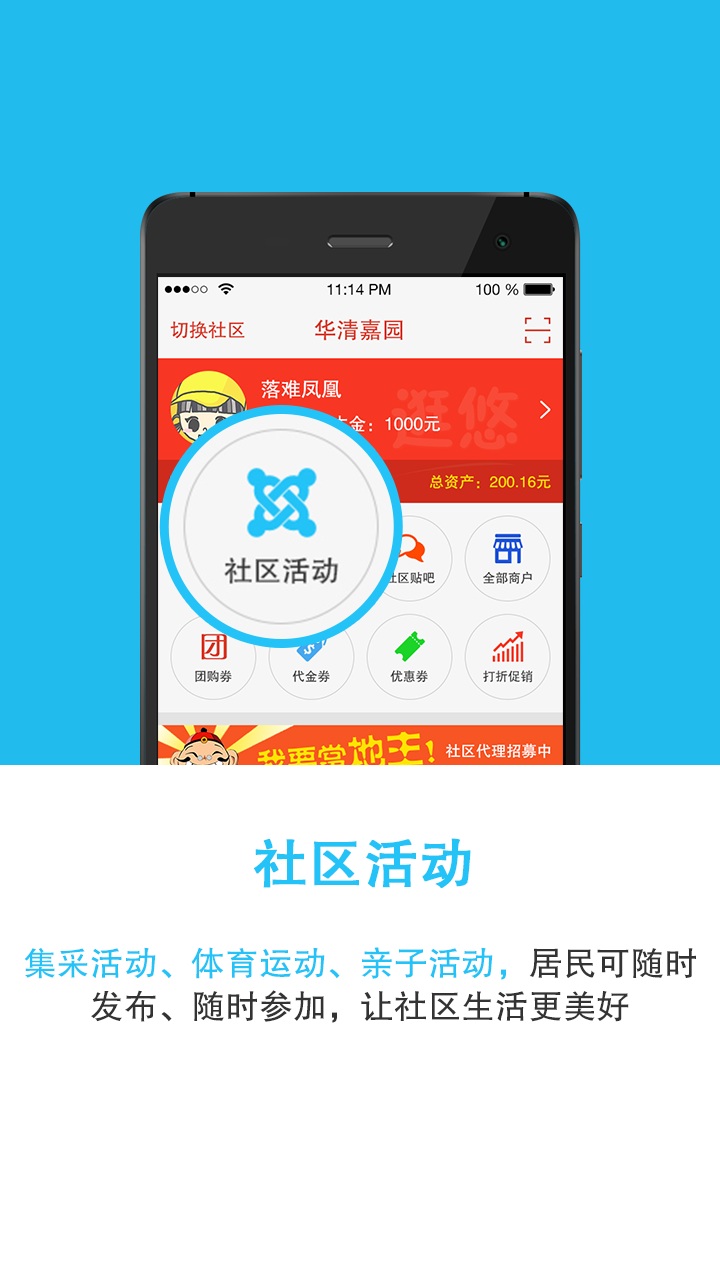 11:14 PM
100 %
切换社区
华清嘉园
落难凤凰
金：1000元
逛悠
总资产：200.16元
社区活动
社区贴吧
全部商户
团购券
代金券
优惠券
打折促销
我要当地主！
社区代理招募中
社区活动
集采活动、体育运动、亲子活动，居民可随时
发布、随时参加，让社区生活更美好